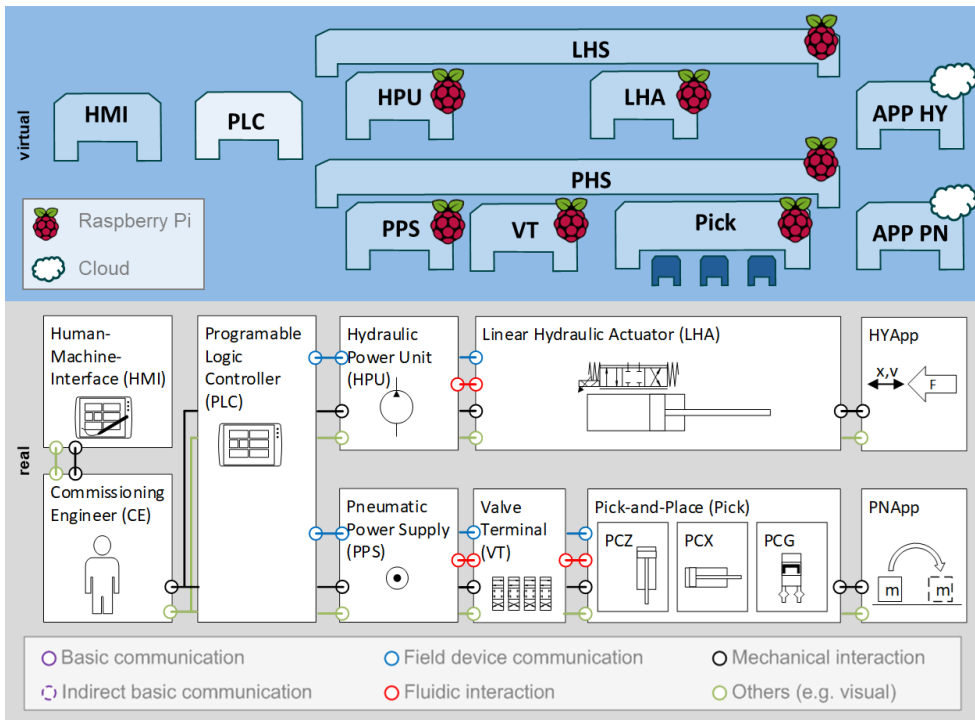 LHS
HPU
LHA
HMI
PLC
APP HY
virtual
PHS
PPS
VT
Pick
APP PN
Raspberry Pi
Cloud
Human-
Machine-
Interface (HMI)
Programable
Logic
Controller
(PLC)
Hydraulic
Power Unit
(HPU)
Linear Hydraulic Actuator (LHA)
HYApp
x,v
F
real
Commissioning
Engineer (CE)
Pneumatic
Power Supply
(PPS)
Valve
Terminal
(VT)
Pick-and-Place (Pick)
PCZ
PCX
PCG
PNApp
m
m
Basic communication
Field device communication
Mechanical interaction
Indirect basic communication
Fluidic interaction
Others (e.g. visual)